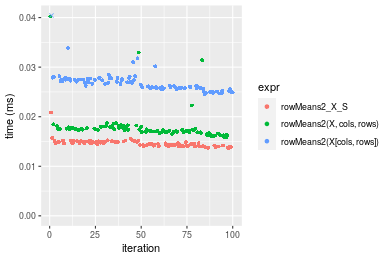 0.04
0.03
0.02
0.01
0.00
time (ms)
0
25
50
75
100
iteration
expr
rowMeans2_X_S
rowMeans2(X, cols, rows)
rowMeans2(X[cols, rows])